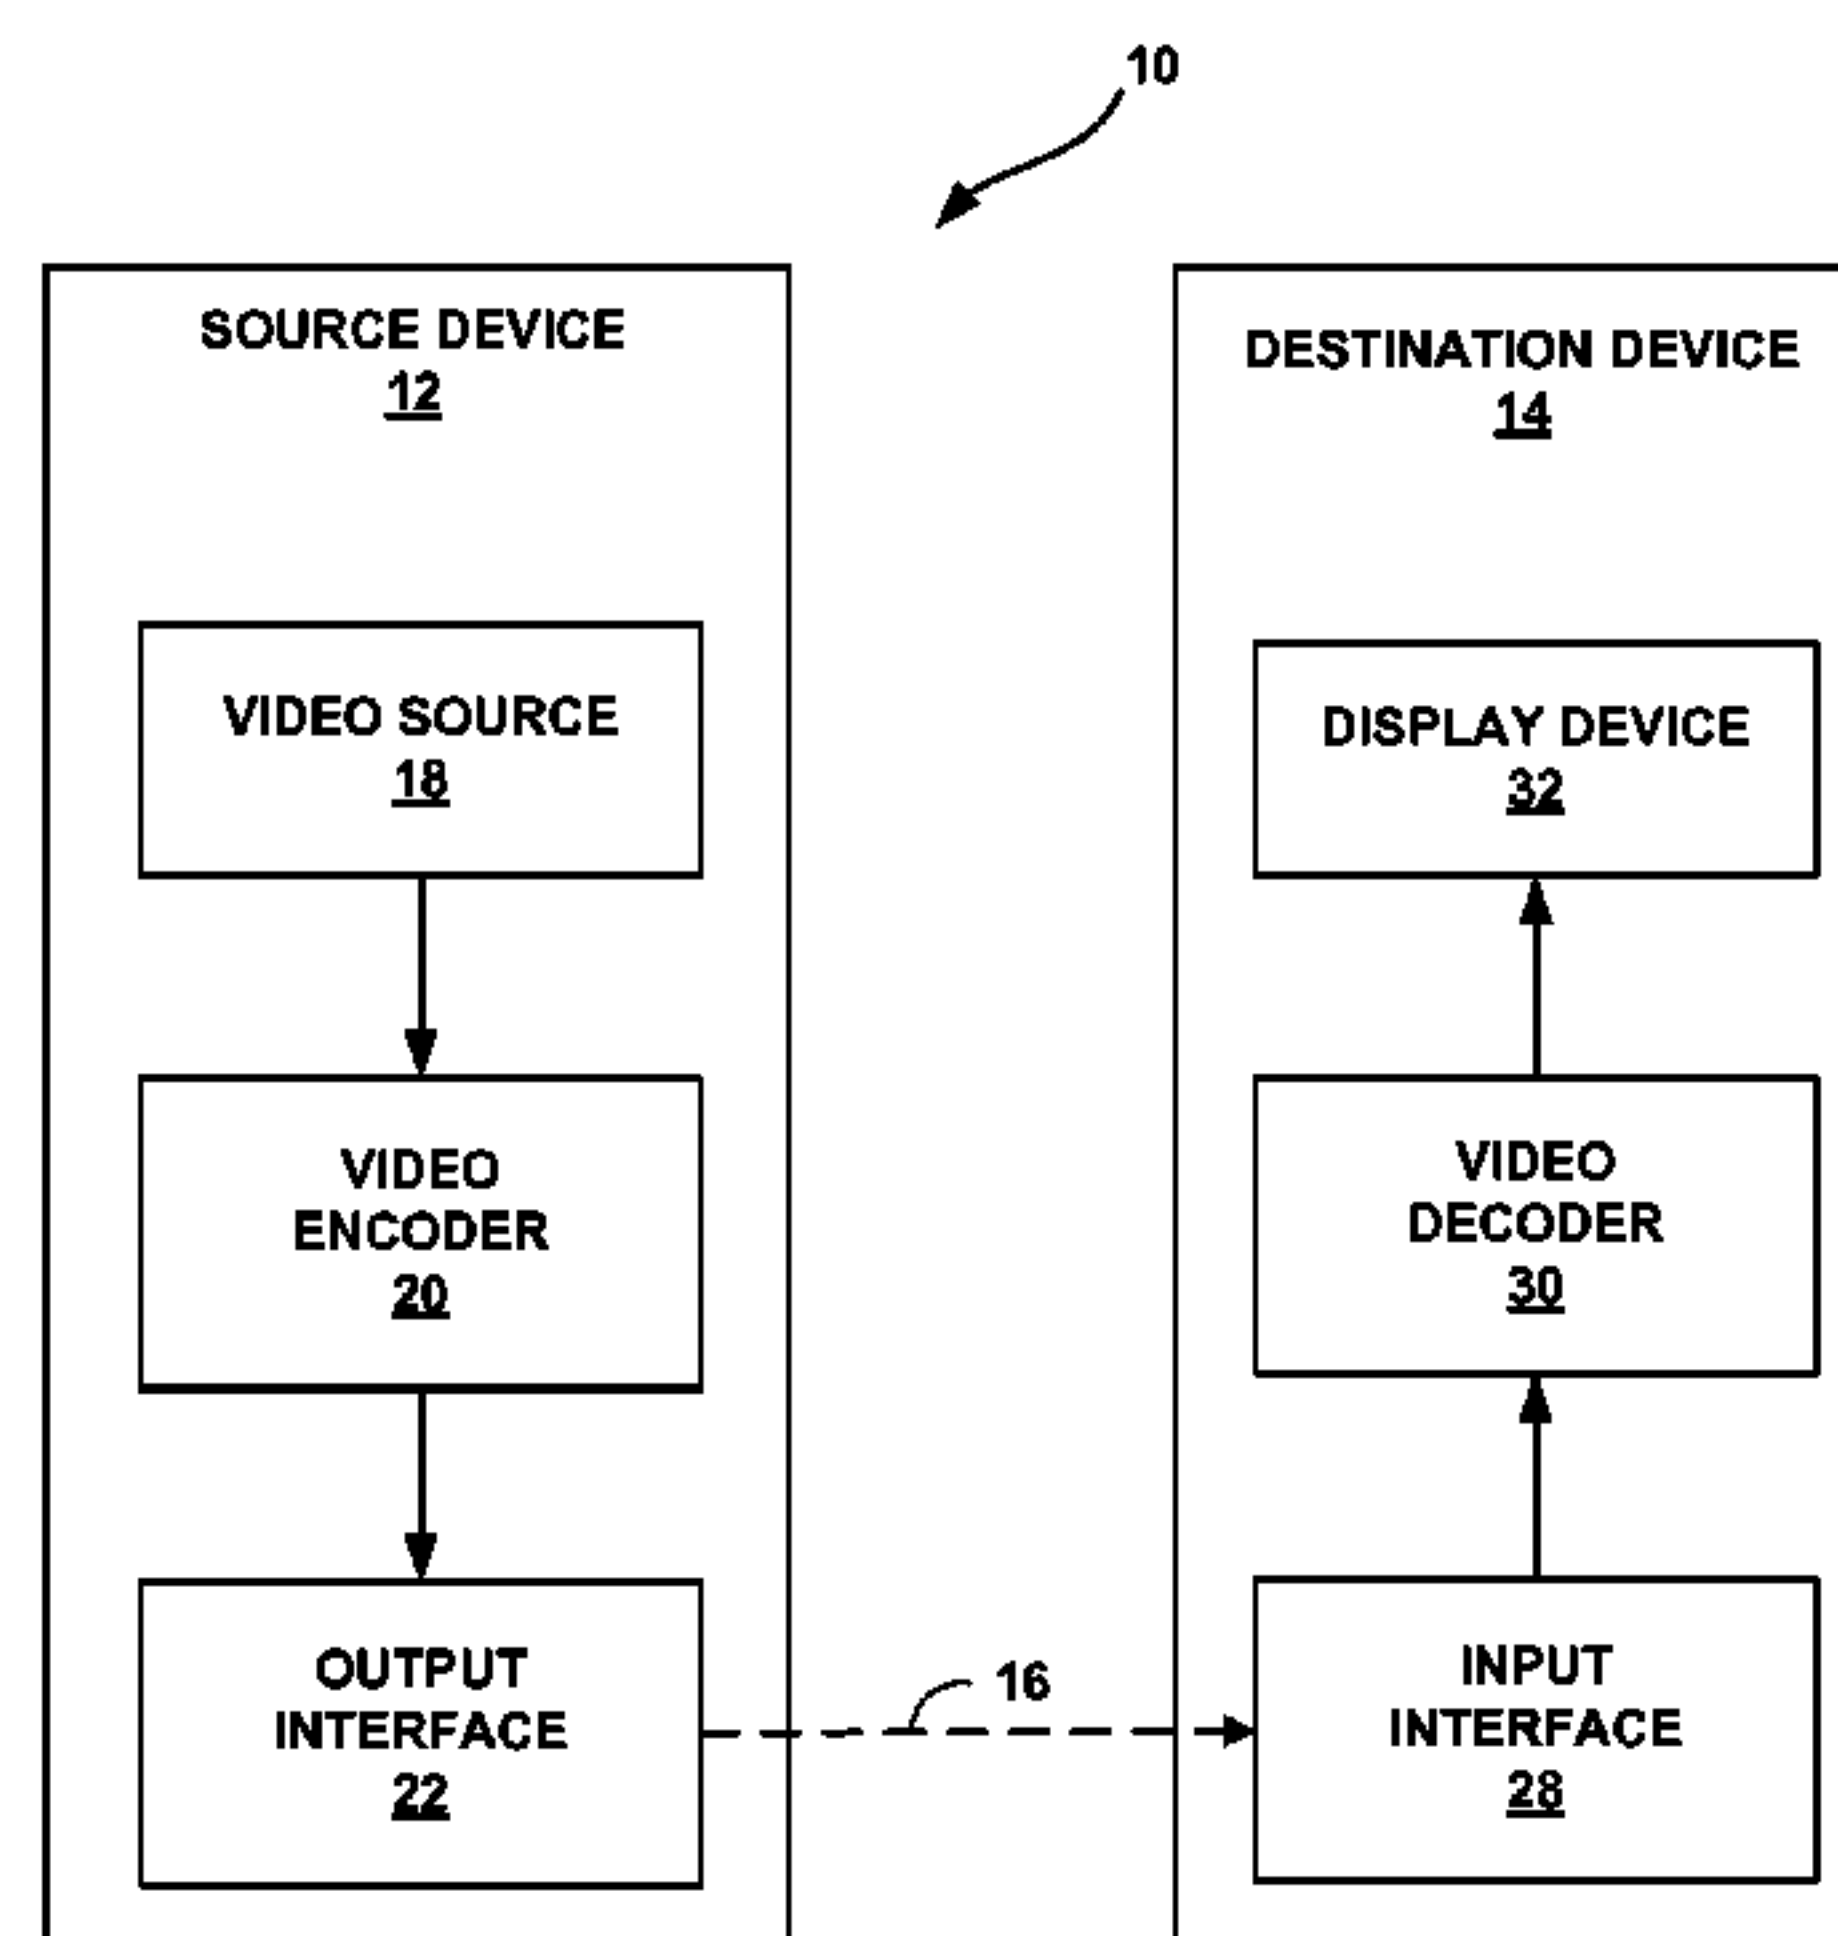 10
SOURCE DEVICE
12
VIDEO SOURCE
18
VIDEO
ENCODER
20
OUTPUT
INTERFACE
22
16
DESTINATION DEVICE
14
DISPLAY DEVICE
32
VIDEO
DECODER
30
INPUT
INTERFACE
28